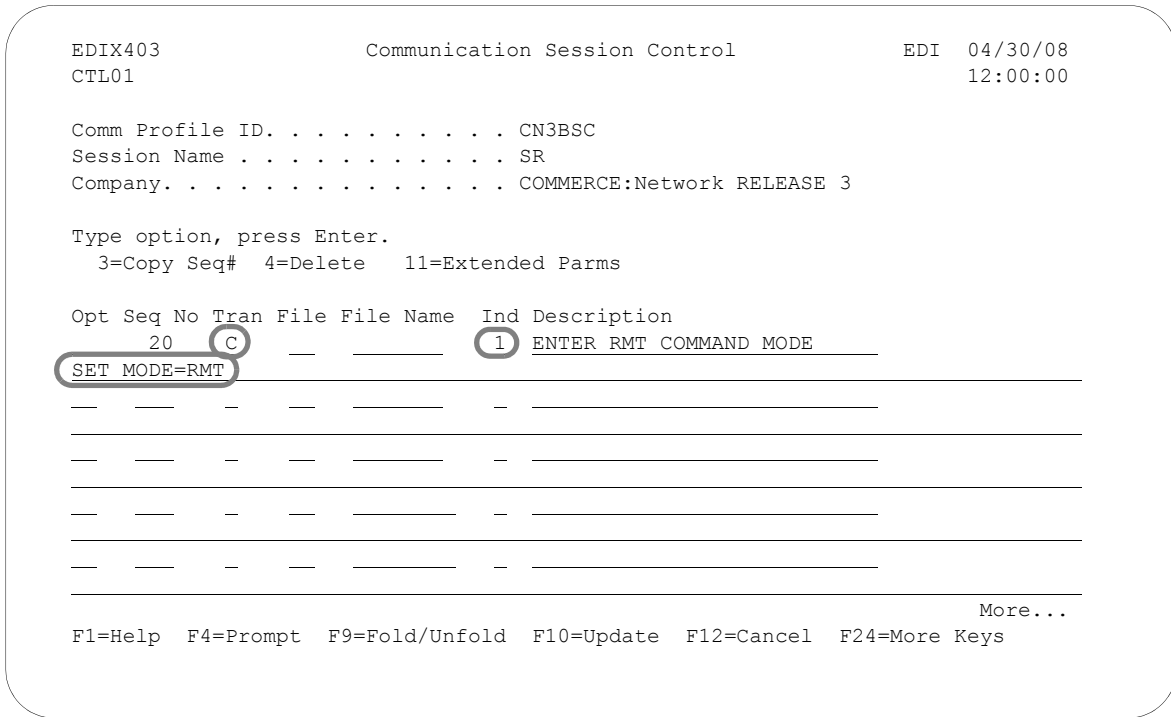 EDIX403 Communication Session Control EDI 04/30/08
CTL01 12:00:00
Comm Profile ID. . . . . . . . . . CN3BSC
Session Name . . . . . . . . . . . SR
Company. . . . . . . . . . . . . . COMMERCE:Network RELEASE 3
Type option, press Enter.
3=Copy Seq# 4=Delete 11=Extended Parms
Opt Seq No Tran File File Name Ind Description
20 C 1 ENTER RMT COMMAND MODE
SET MODE=RMT
More...
F1=Help F4=Prompt F9=Fold/Unfold F10=Update F12=Cancel F24=More Keys